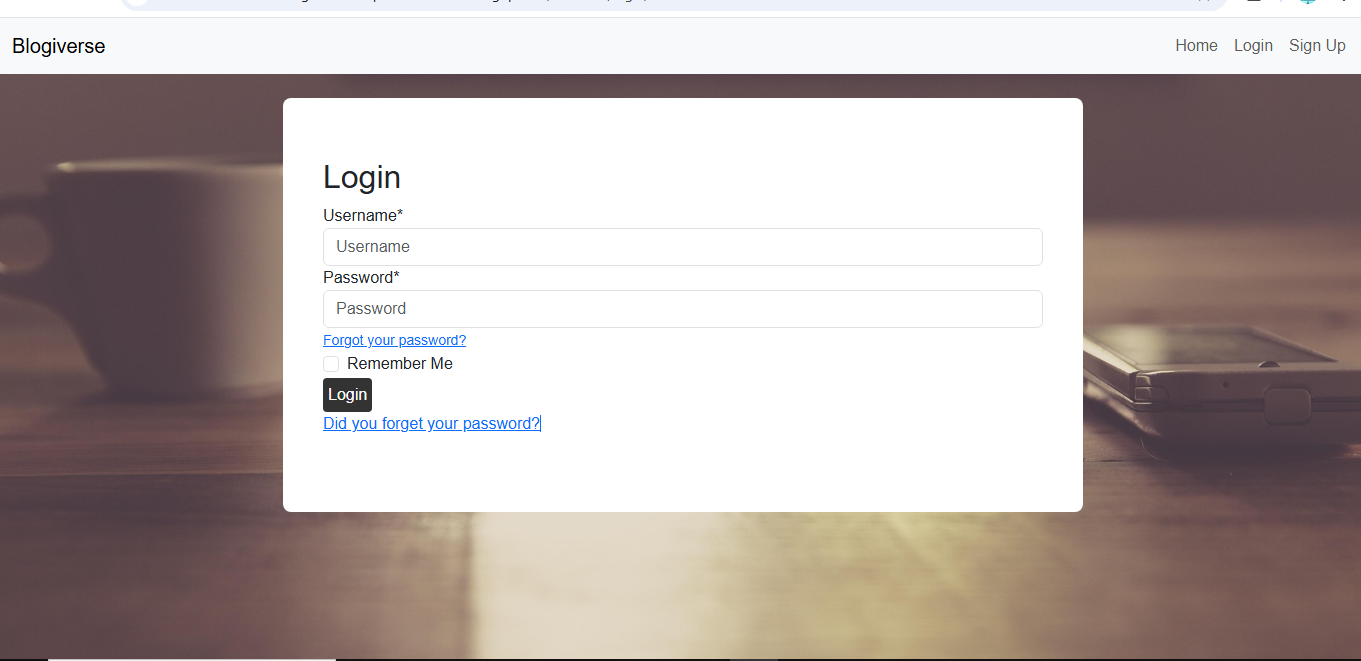 Blogiverse
Home Login Sign Up
Login
Username*
Username
Password*
Password
Forgot your password?
Remember Me
Login
Did you forget your password?